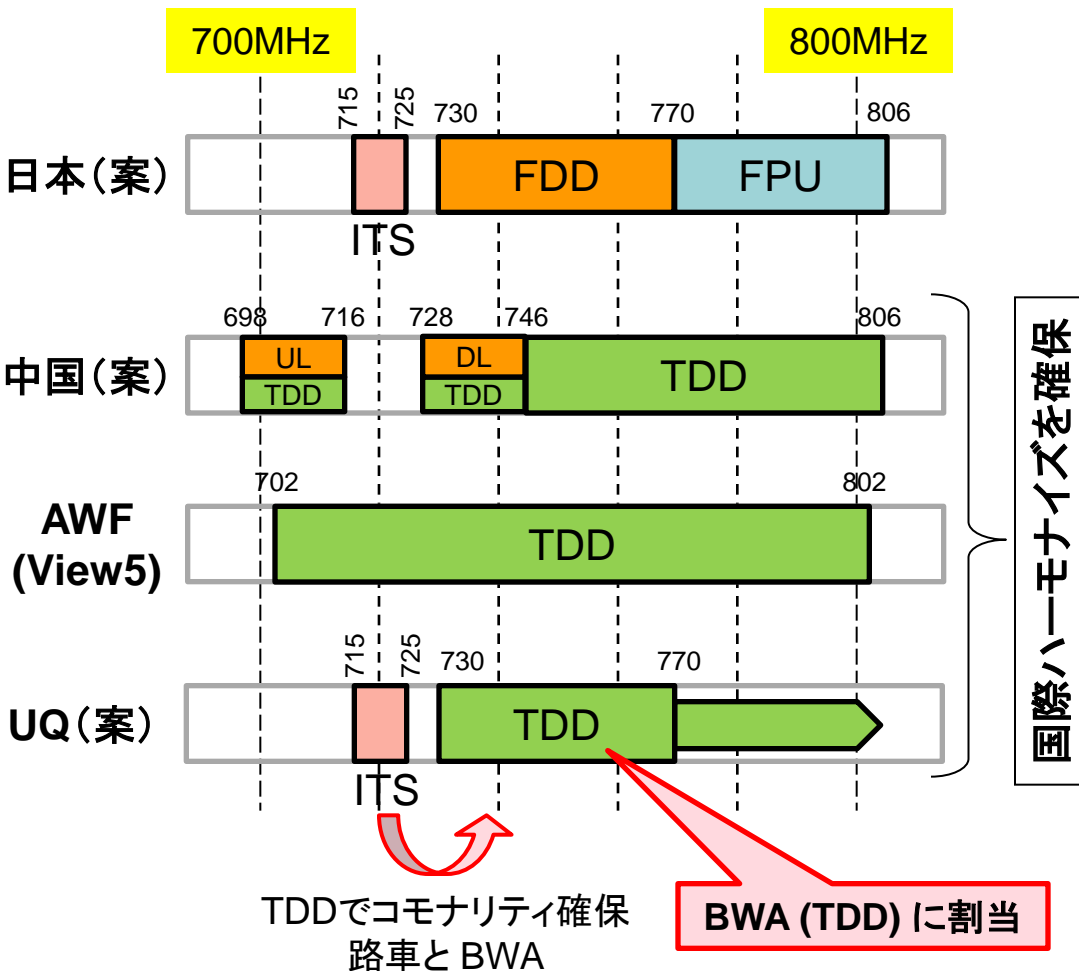 700MHz
800MHz
715
725
730
770
806
日本（案）
FDD
FPU
ITS
698
716
728
746
806
中国（案）
UL
TDD
DL
TDD
TDD
702
802
AWF
(View5)
TDD
715
725
730
770
UQ（案）
TDD
ITS
国際ハーモナイズを確保
TDDでコモナリティ確保
路車と BWA
BWA (TDD) に割当